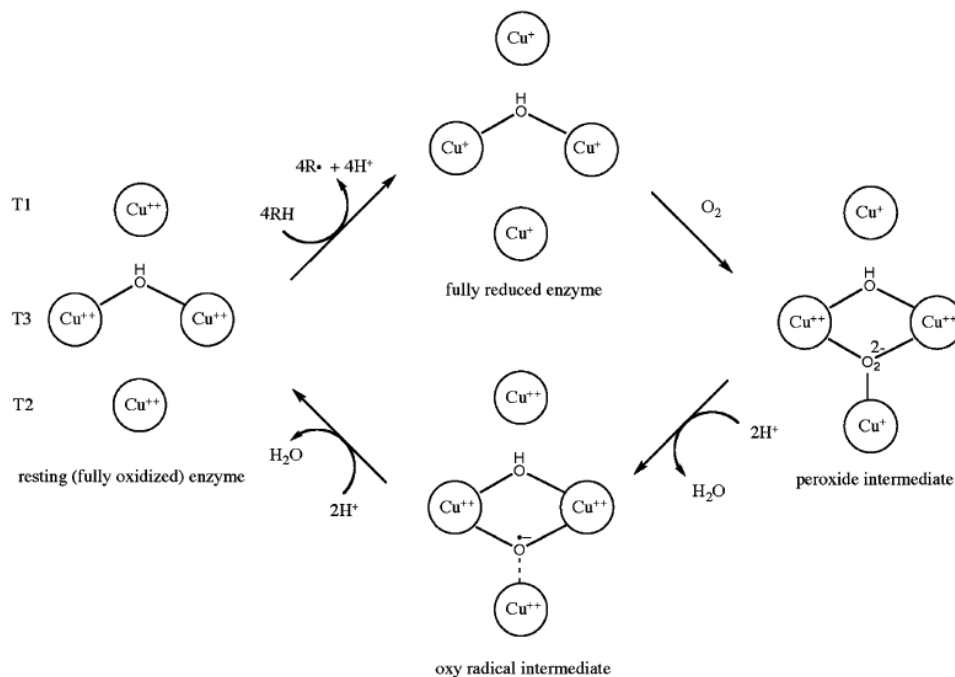 Cu⁺
H
O
Cu⁺ Cu⁺
4R• + 4H⁺
4RH
T1
Cu⁺⁺
Cu⁺
fully reduced enzyme
O₂
Cu⁺
H
O
T3
Cu⁺⁺ Cu⁺⁺
H
O
Cu⁺⁺ Cu⁺⁺
O₂²⁻
T2
Cu⁺⁺
Cu⁺⁺
Cu⁺
H₂O
2H⁺
resting (fully oxidized) enzyme
2H⁺
H₂O
peroxide intermediate
H
O
Cu⁺⁺ Cu⁺⁺
•−
O
Cu⁺⁺
oxy radical intermediate